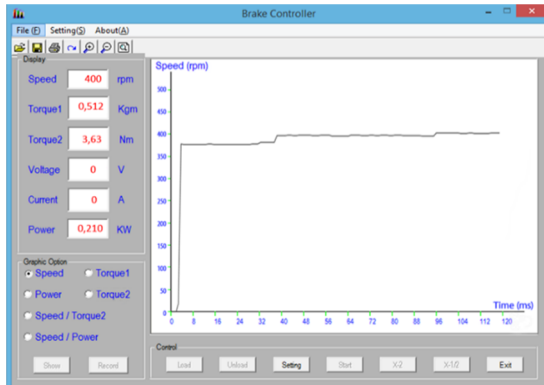 Brake Controller
File (F) Setting(S) About(A)
Display
Speed 400 rpm
Torque1 0,512 Kgm
Torque2 3,63 Nm
Voltage 0 V
Current 0 A
Power 0,210 KW
Graphic Option
Speed Torque1
Power Torque2
Speed / Torque2
Speed / Power
Show Record
Speed (rpm)
500
450
400
350
300
250
200
150
100
50
0
Time (ms)
0 8 16 24 32 40 48 56 64 72 80 88 96 104 112 120
Control
Load Unload Setting Start X-2 X-1/2 Exit